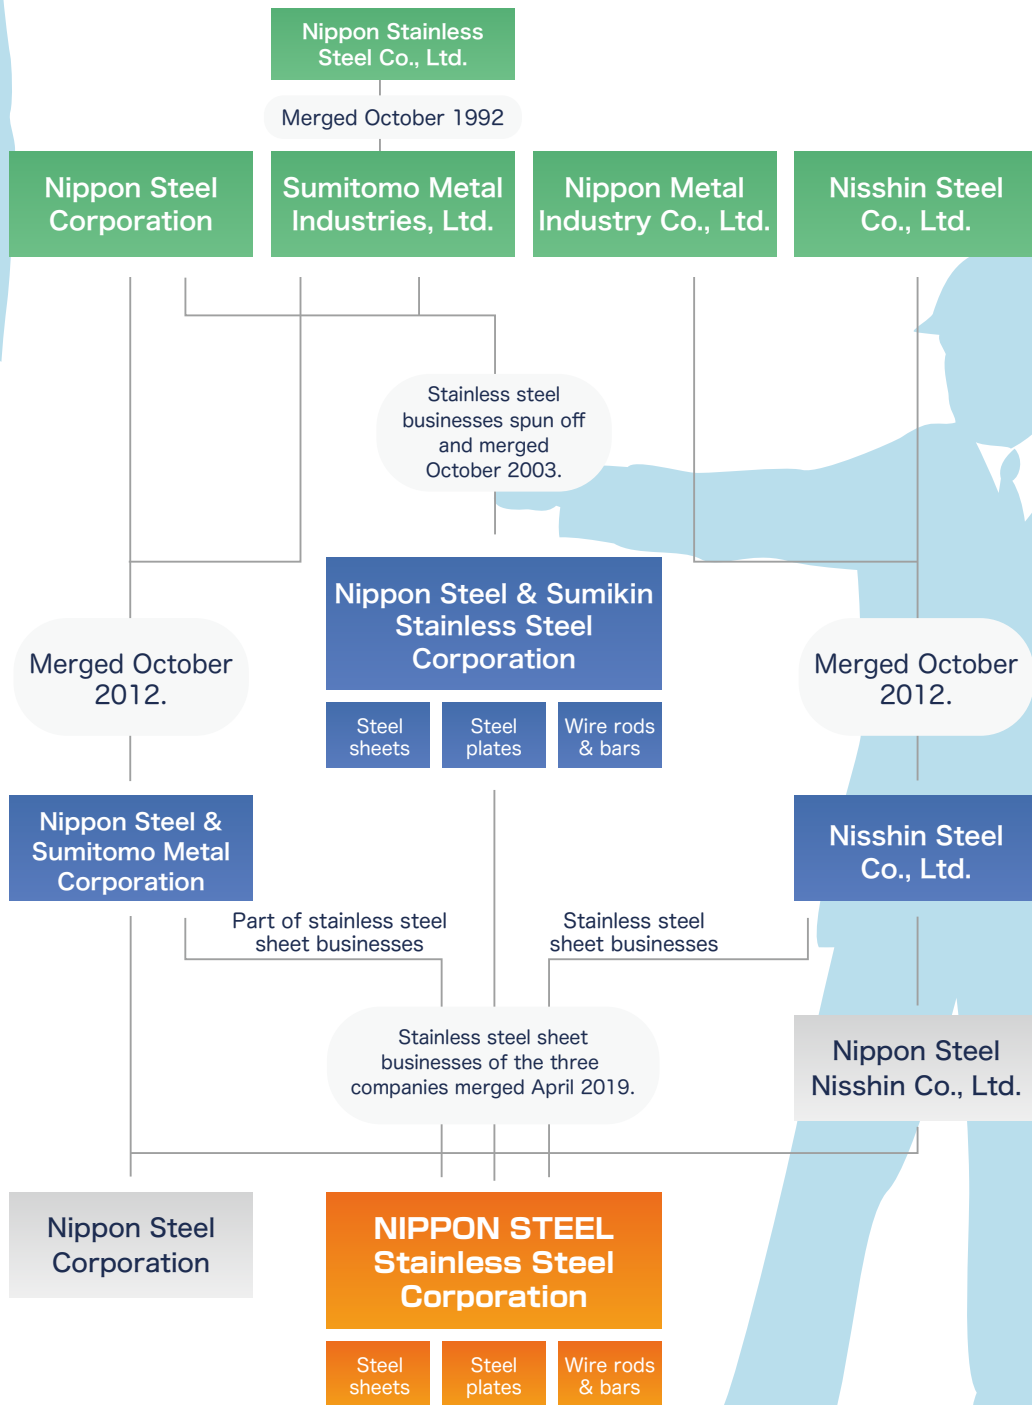 Nippon Stainless
Steel Co., Ltd.
Merged October 1992
Nippon Steel
Corporation
Sumitomo Metal
Industries, Ltd.
Nippon Metal
Industry Co., Ltd.
Nisshin Steel
Co., Ltd.
Stainless steel
businesses spun off
and merged
October 2003.
Nippon Steel & Sumikin
Stainless Steel
Corporation
Steel
sheets
Steel
plates
Wire rods
& bars
Merged October
2012.
Merged October
2012.
Nippon Steel &
Sumitomo Metal
Corporation
Nisshin Steel
Co., Ltd.
Part of stainless steel
sheet businesses
Stainless steel
sheet businesses
Stainless steel sheet
businesses of the three
companies merged April 2019.
Nippon Steel
Nisshin Co., Ltd.
Nippon Steel
Corporation
NIPPON STEEL
Stainless Steel
Corporation
Steel
sheets
Steel
plates
Wire rods
& bars